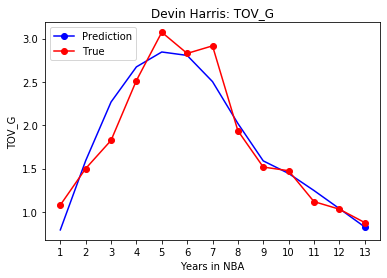 Devin Harris: TOV_G
Prediction
True
3.0
2.5
2.0
1.5
1.0
TOV_G
1 2 3 4 5 6 7 8 9 10 11 12 13
Years in NBA